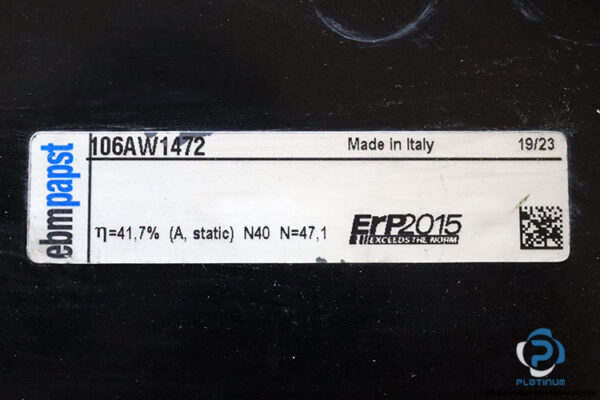 ebmpapst
106AW1472 Made in Italy 19/23
η=41,7% (A, static) N40 N=47,1
ErP2015
EXCEEDS THE NORM
PLATINUM